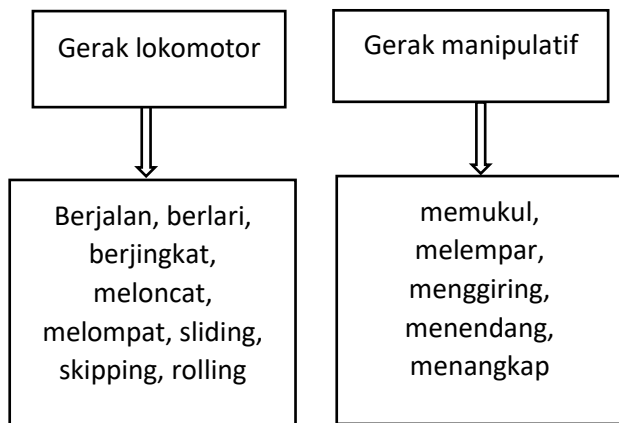 Gerak lokomotor
Gerak manipulatif
Berjalan, berlari,
berjingkat,
meloncat,
melompat, sliding,
skipping, rolling
memukul,
melempar,
menggiring,
menendang,
menangkap